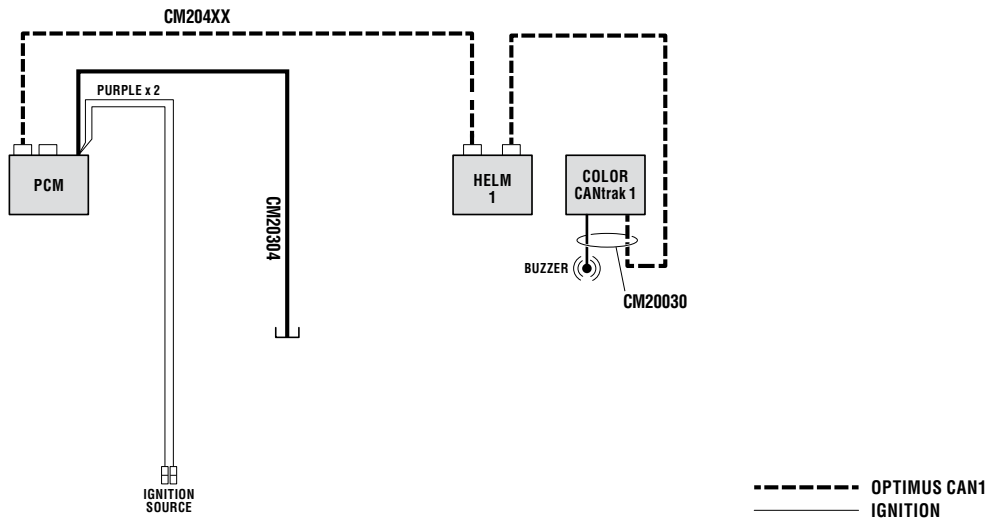 CM204XX
PURPLE x 2
PCM
HELM
1
COLOR
CANtrak 1
CM20304
BUZZER
CM20030
IGNITION
SOURCE
OPTIMUS CAN1
IGNITION